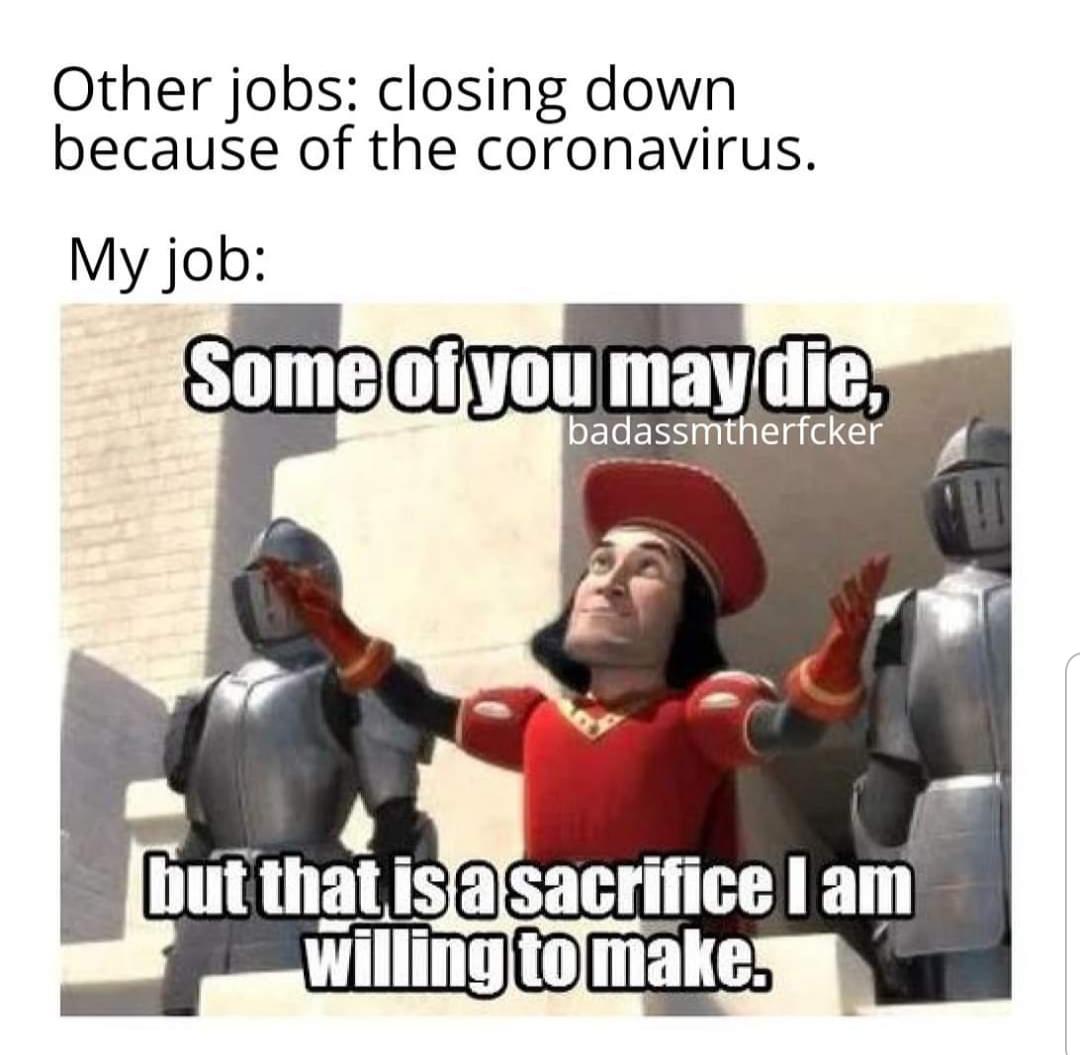 Other jobs: closing down
because of the coronavirus.
My job:
Some of you may die,
badassmtherfcker
but that is a sacrifice I am
willing to make.